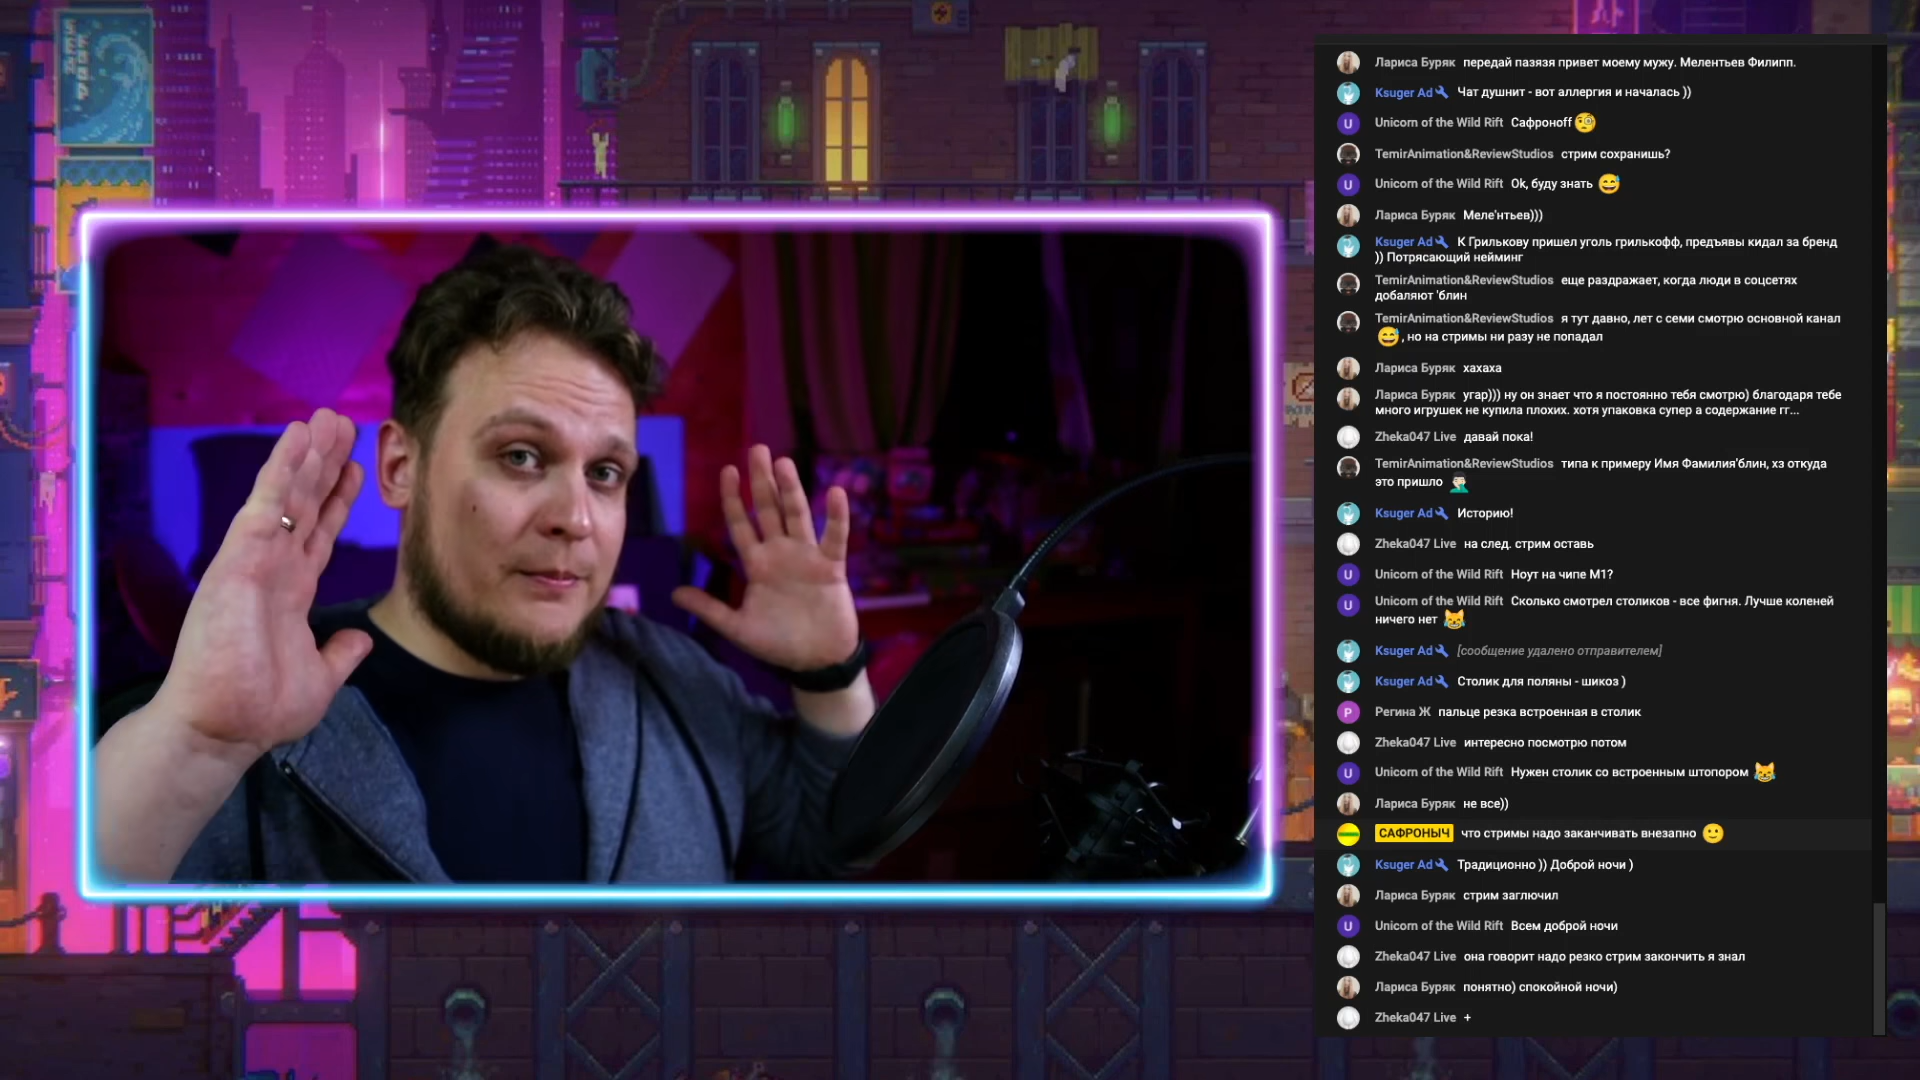 Лариса Буряк передай пазязя привет моему мужу. Мелентьев Филипп.
Ksuger Ad Чат душнит - вот аллергия и началась ))
Unicorn of the Wild Rift Сафроноff
TemirAnimation&ReviewStudios стрим сохранишь?
Unicorn of the Wild Rift Ok, буду знать
Лариса Буряк Меле'нтьев)))
Ksuger Ad К Грилькову пришел уголь грилькофф, предъявы кидал за бренд
)) Потрясающий нейминг
TemirAnimation&ReviewStudios еще раздражает, когда люди в соцсетях
добаляют 'блин
TemirAnimation&ReviewStudios я тут давно, лет с семи смотрю основной канал
, но на стримы ни разу не попадал
Лариса Буряк хахаха
Лариса Буряк угар))) ну он знает что я постоянно тебя смотрю) благодаря тебе
много игрушек не купила плохих. хотя упаковка супер а содержание гг...
Zheka047 Live давай пока!
TemirAnimation&ReviewStudios типа к примеру Имя Фамилия'блин, хз откуда
это пришло
Ksuger Ad Историю!
Zheka047 Live на след. стрим оставь
U Unicorn of the Wild Rift Ноут на чипе М1?
U Unicorn of the Wild Rift Сколько смотрел столиков - все фигня. Лучше коленей
ничего нет
Ksuger Ad [сообщение удалено отправителем]
Ksuger Ad Столик для поляны - шикоз )
Р Регина Ж пальце резка встроенная в столик
Zheka047 Live интересно посмотрю потом
U Unicorn of the Wild Rift Нужен столик со встроенным штопором
Лариса Буряк не все))
САФРОНЫЧ что стримы надо заканчивать внезапно
Ksuger Ad Традиционно )) Доброй ночи )
Лариса Буряк стрим заглючил
U Unicorn of the Wild Rift Всем доброй ночи
Zheka047 Live она говорит надо резко стрим закончить я знал
Лариса Буряк понятно) спокойной ночи)
Zheka047 Live +